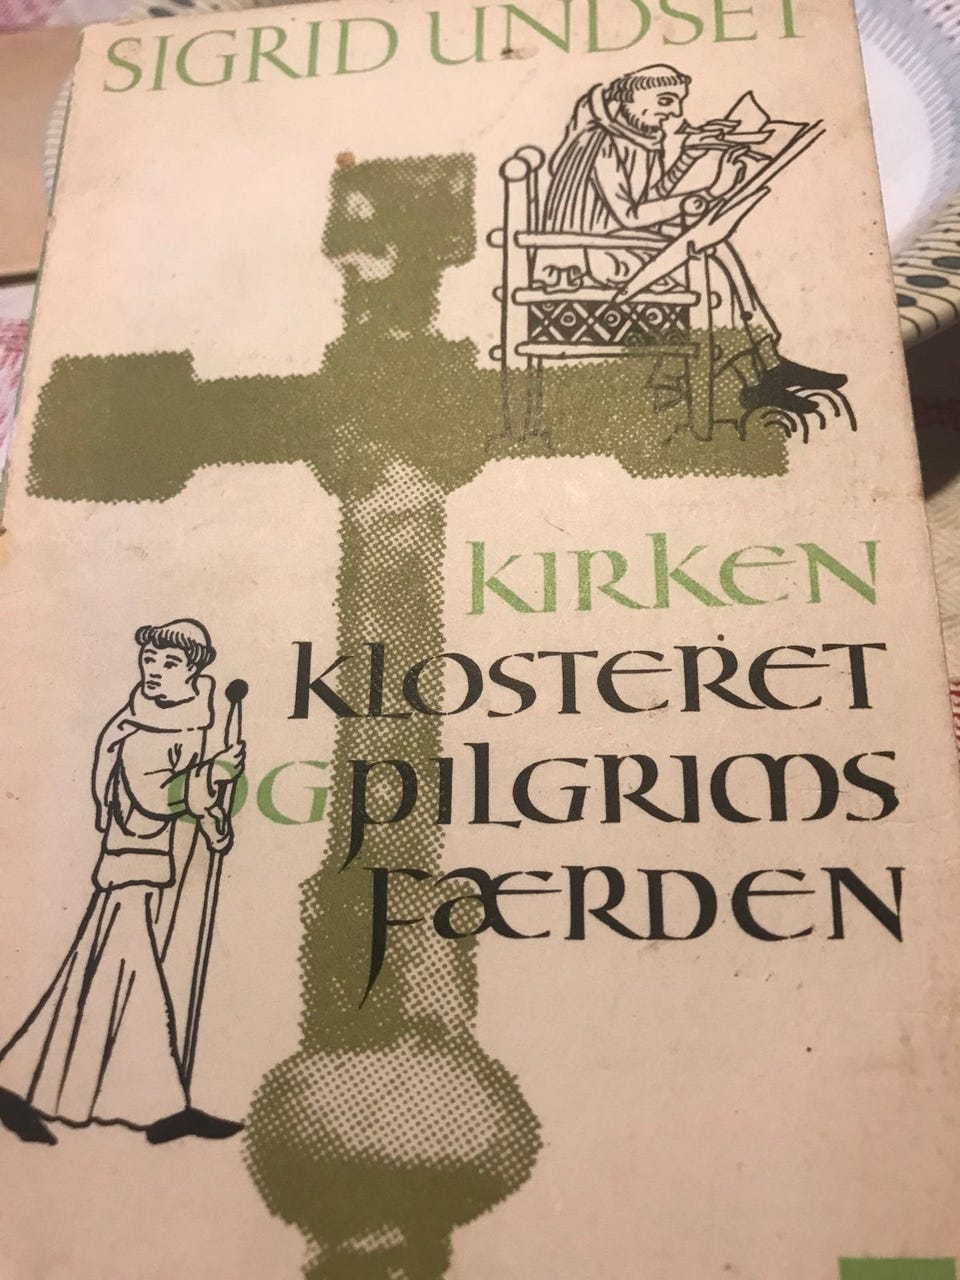 SIGRID UNDSET
KIRKEN
KLOSTERET
OG PILGRIMS
FÆRDEN